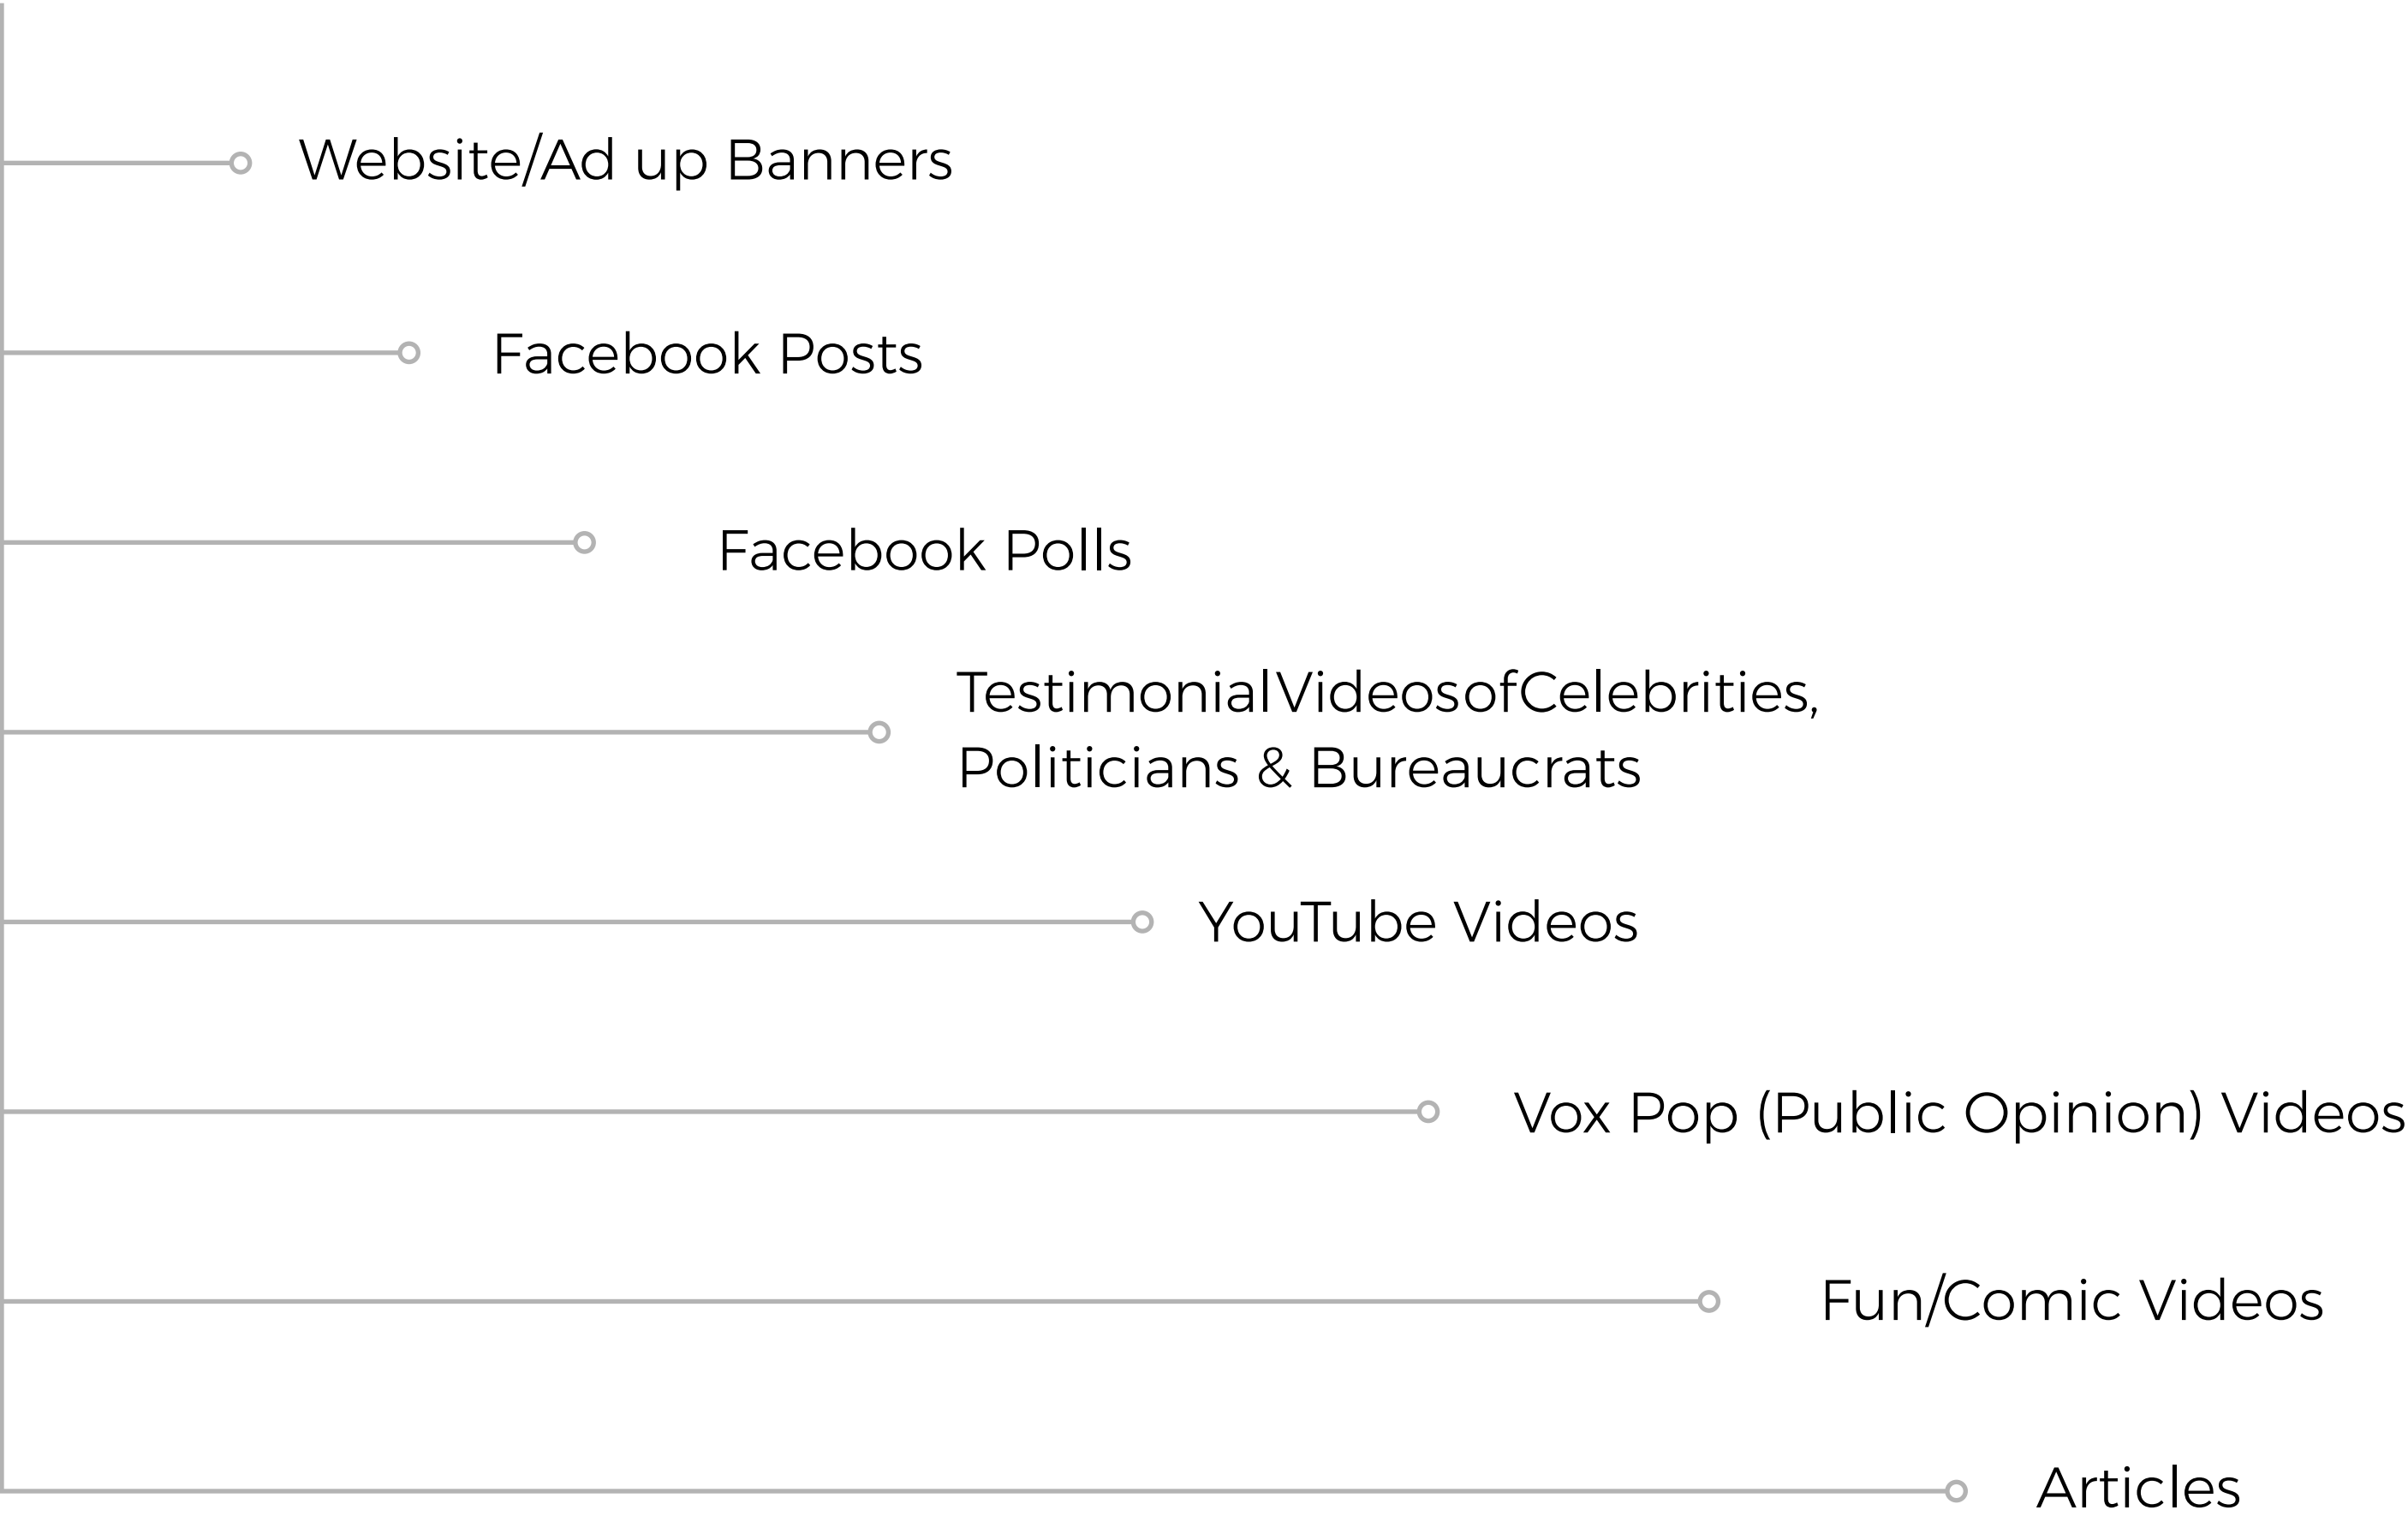 Website/Ad up Banners
Facebook Posts
Facebook Polls
TestimonialVideosofCelebrities,
Politicians & Bureaucrats
YouTube Videos
Vox Pop (Public Opinion) Videos
Fun/Comic Videos
Articles